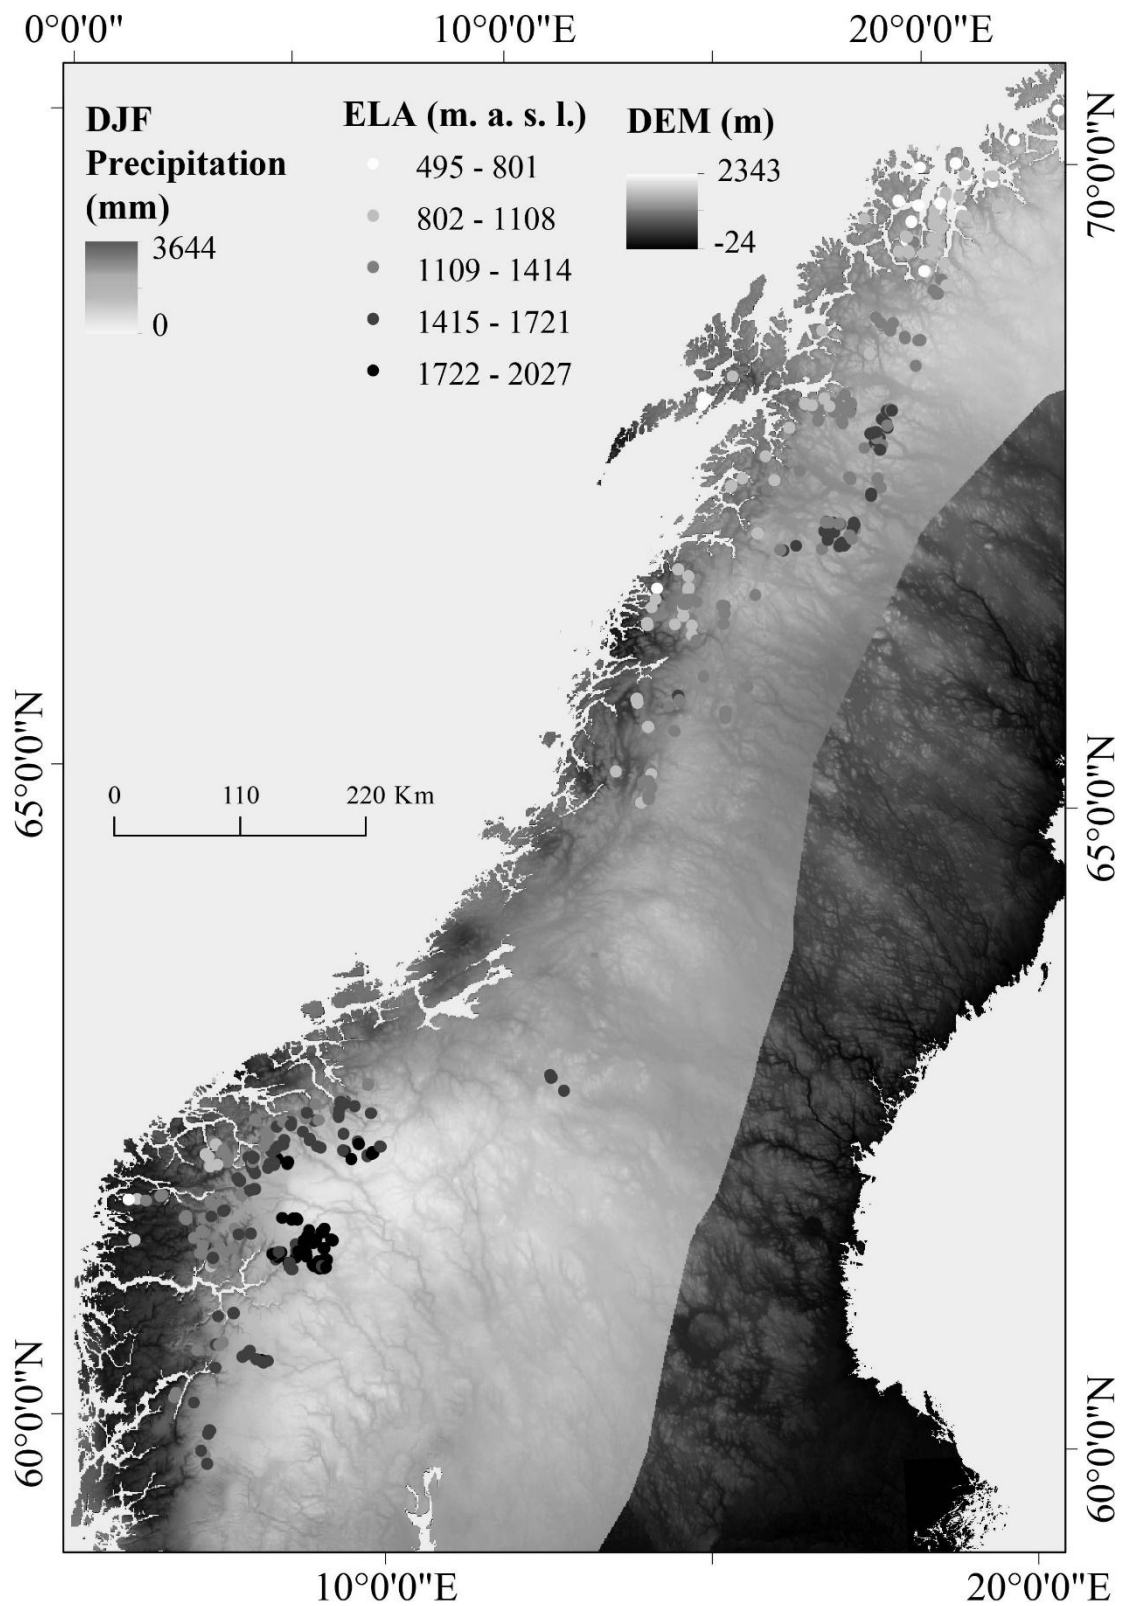 0°0'0"
10°0'0"E
20°0'0"E
DJF
Precipitation
(mm)
3644
0
ELA (m. a. s. l.)
495 - 801
802 - 1108
1109 - 1414
1415 - 1721
1722 - 2027
DEM (m)
2343
-24
70°0'0"N
65°0'0"N
65°0'0"N
0
110
220 Km
60°0'0"N
60°0'0"N
10°0'0"E
20°0'0"E